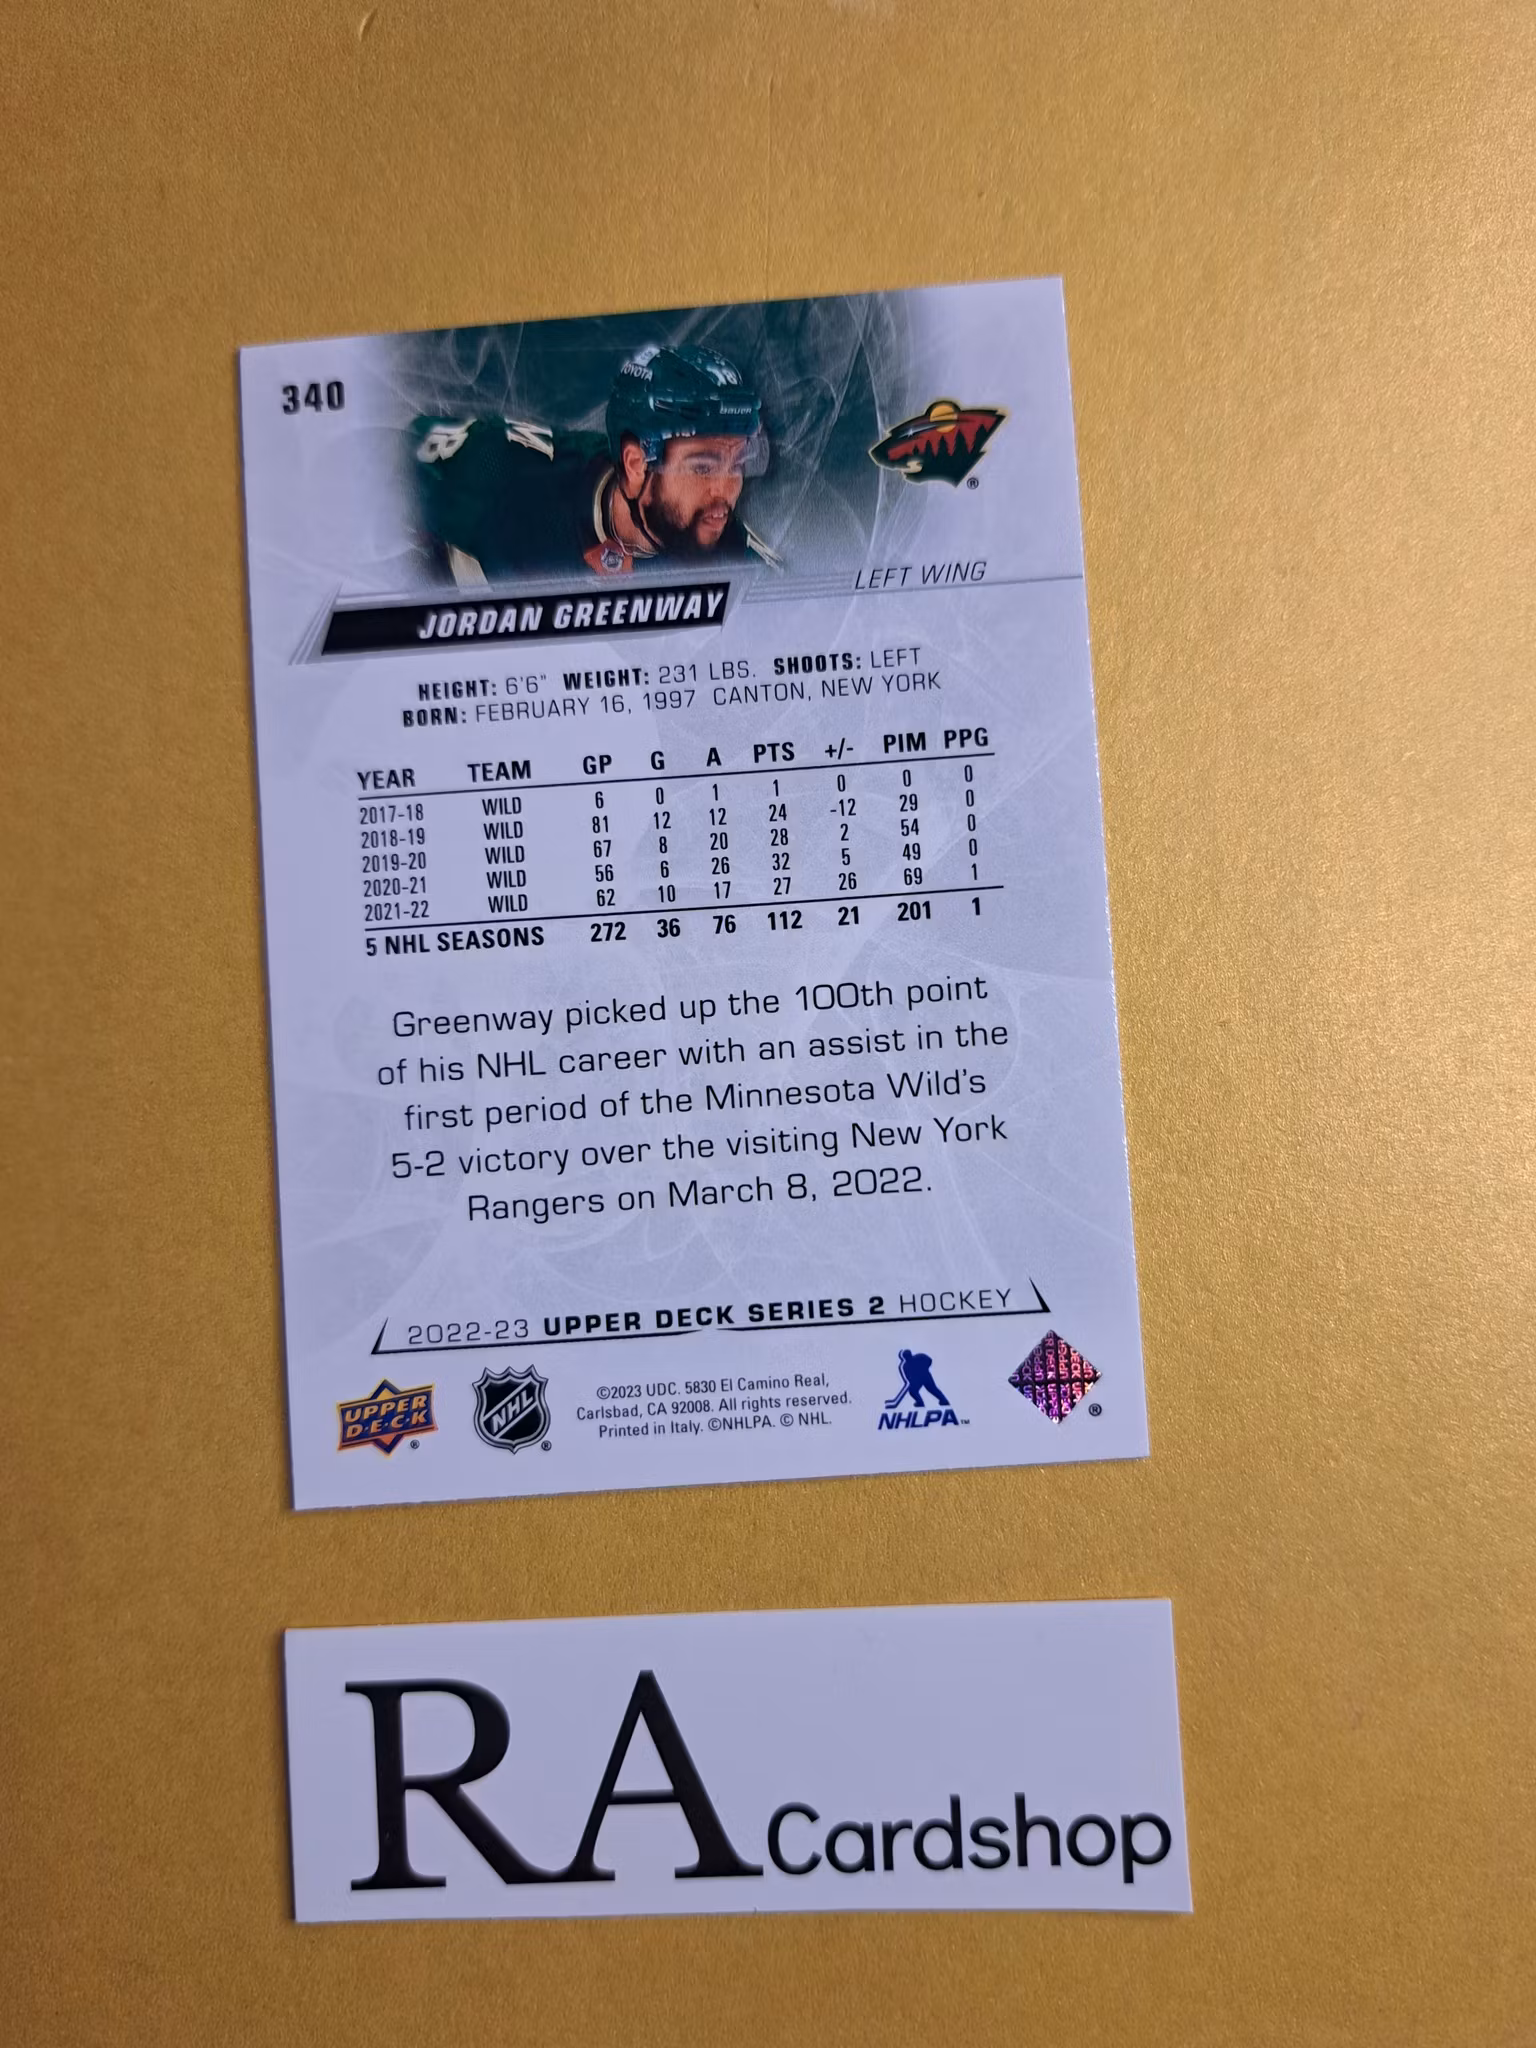 340
TOYOTA
BAUER
18
®
LEFT WING
JORDAN GREENWAY
HEIGHT: 6'6" WEIGHT: 231 LBS. SHOOTS: LEFT
BORN: FEBRUARY 16, 1997 CANTON, NEW YORK
YEAR TEAM GP G A PTS +/- PIM PPG
2017-18 WILD 6 0 1 1 0 0 0
2018-19 WILD 81 12 12 24 -12 29 0
2019-20 WILD 67 8 20 28 2 54 0
2020-21 WILD 56 6 26 32 5 49 0
2021-22 WILD 62 10 17 27 26 69 1
5 NHL SEASONS 272 36 76 112 21 201 1
Greenway picked up the 100th point
of his NHL career with an assist in the
first period of the Minnesota Wild's
5-2 victory over the visiting New York
Rangers on March 8, 2022.
2022-23 UPPER DECK SERIES 2 HOCKEY
UPPER
D·E·C·K
®
NHL
®
©2023 UDC. 5830 El Camino Real,
Carlsbad, CA 92008. All rights reserved.
Printed in Italy. ©NHLPA. © NHL.
NHLPA™
®
RA Cardshop